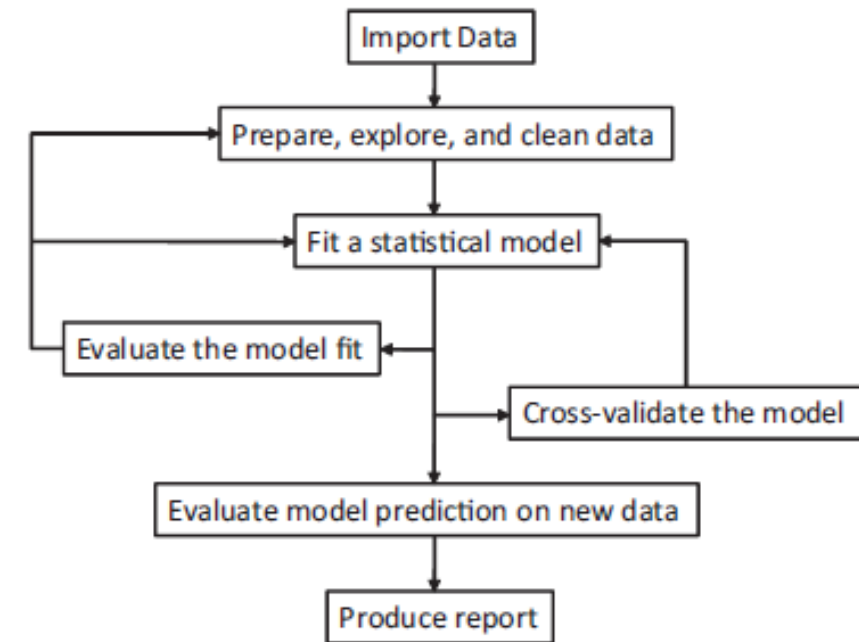 Import Data
Prepare, explore, and clean data
Fit a statistical model
Evaluate the model fit
Cross-validate the model
Evaluate model prediction on new data
Produce report